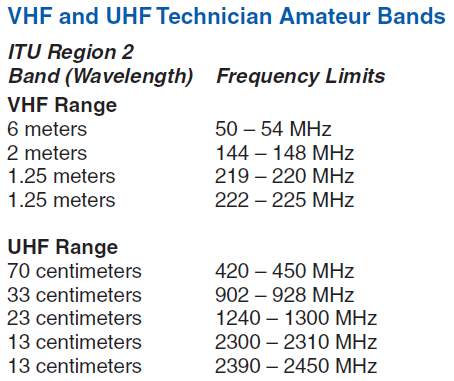 VHF and UHF Technician Amateur Bands
ITU Region 2
Band (Wavelength) Frequency Limits
VHF Range
6 meters 50 – 54 MHz
2 meters 144 – 148 MHz
1.25 meters 219 – 220 MHz
1.25 meters 222 – 225 MHz
UHF Range
70 centimeters 420 – 450 MHz
33 centimeters 902 – 928 MHz
23 centimeters 1240 – 1300 MHz
13 centimeters 2300 – 2310 MHz
13 centimeters 2390 – 2450 MHz